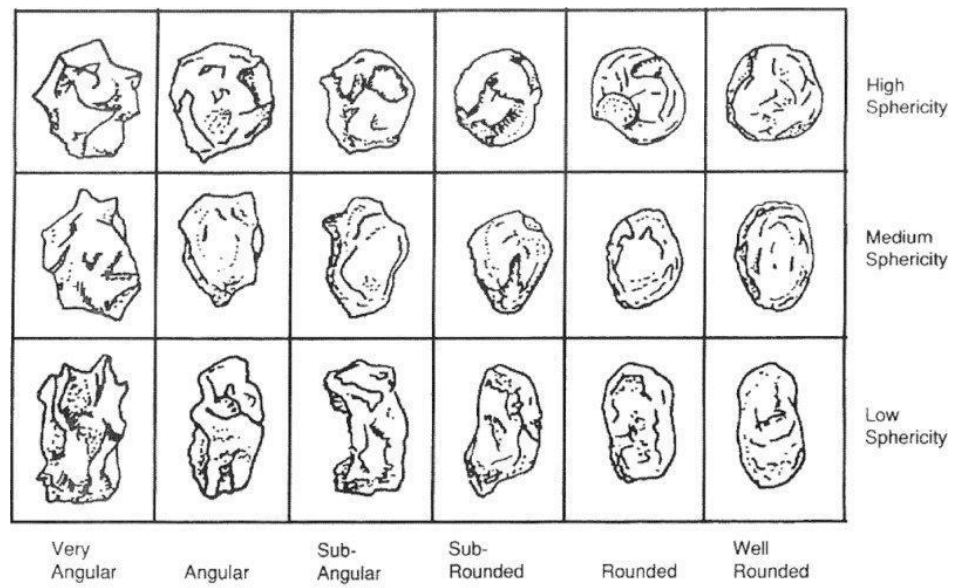 High
Sphericity
Medium
Sphericity
Low
Sphericity
Very
Angular
Angular
Sub-
Angular
Sub-
Rounded
Rounded
Well
Rounded